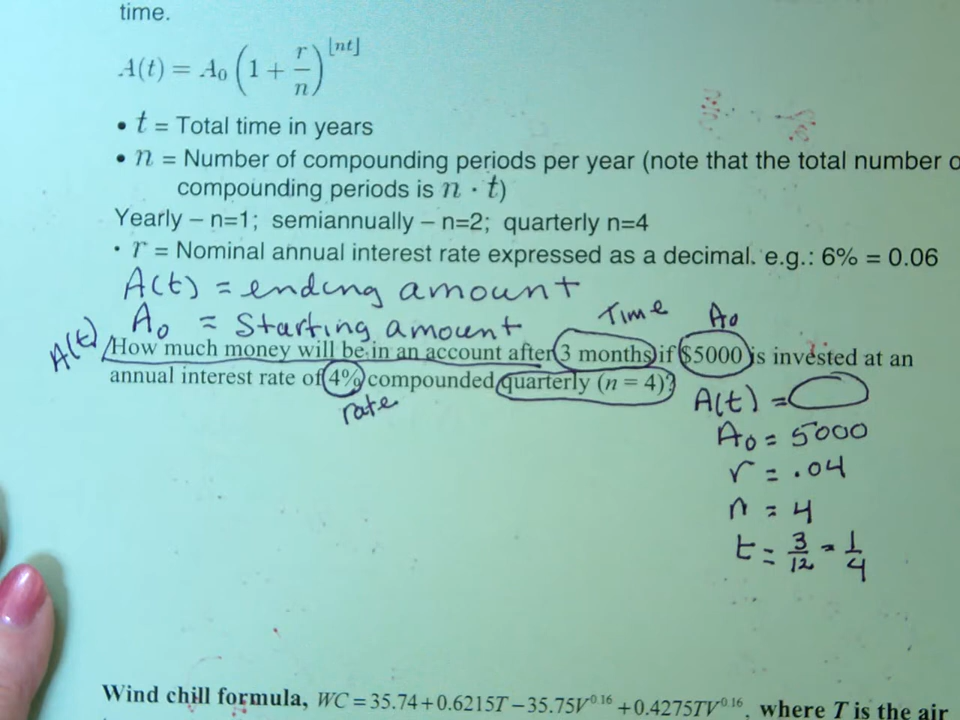 time.
A(t) = A₀ (1 + r/n)^⌊nt⌋
• t = Total time in years
• n = Number of compounding periods per year (note that the total number
compounding periods is n · t)
Yearly – n=1; semiannually – n=2; quarterly n=4
· r = Nominal annual interest rate expressed as a decimal. e.g.: 6% = 0.06
A(t) = ending amount
A₀ = Starting amount
Time A₀
A(t) How much money will be in an account after 3 months if $5000 is invested at an
annual interest rate of 4% compounded quarterly (n = 4)?
rate
A(t) =
A₀ = 5000
r = .04
n = 4
t = 3/12 = 1/4
Wind chill formula, WC = 35.74 + 0.6215T − 35.75V^0.16 + 0.4275TV^0.16, where T is the air